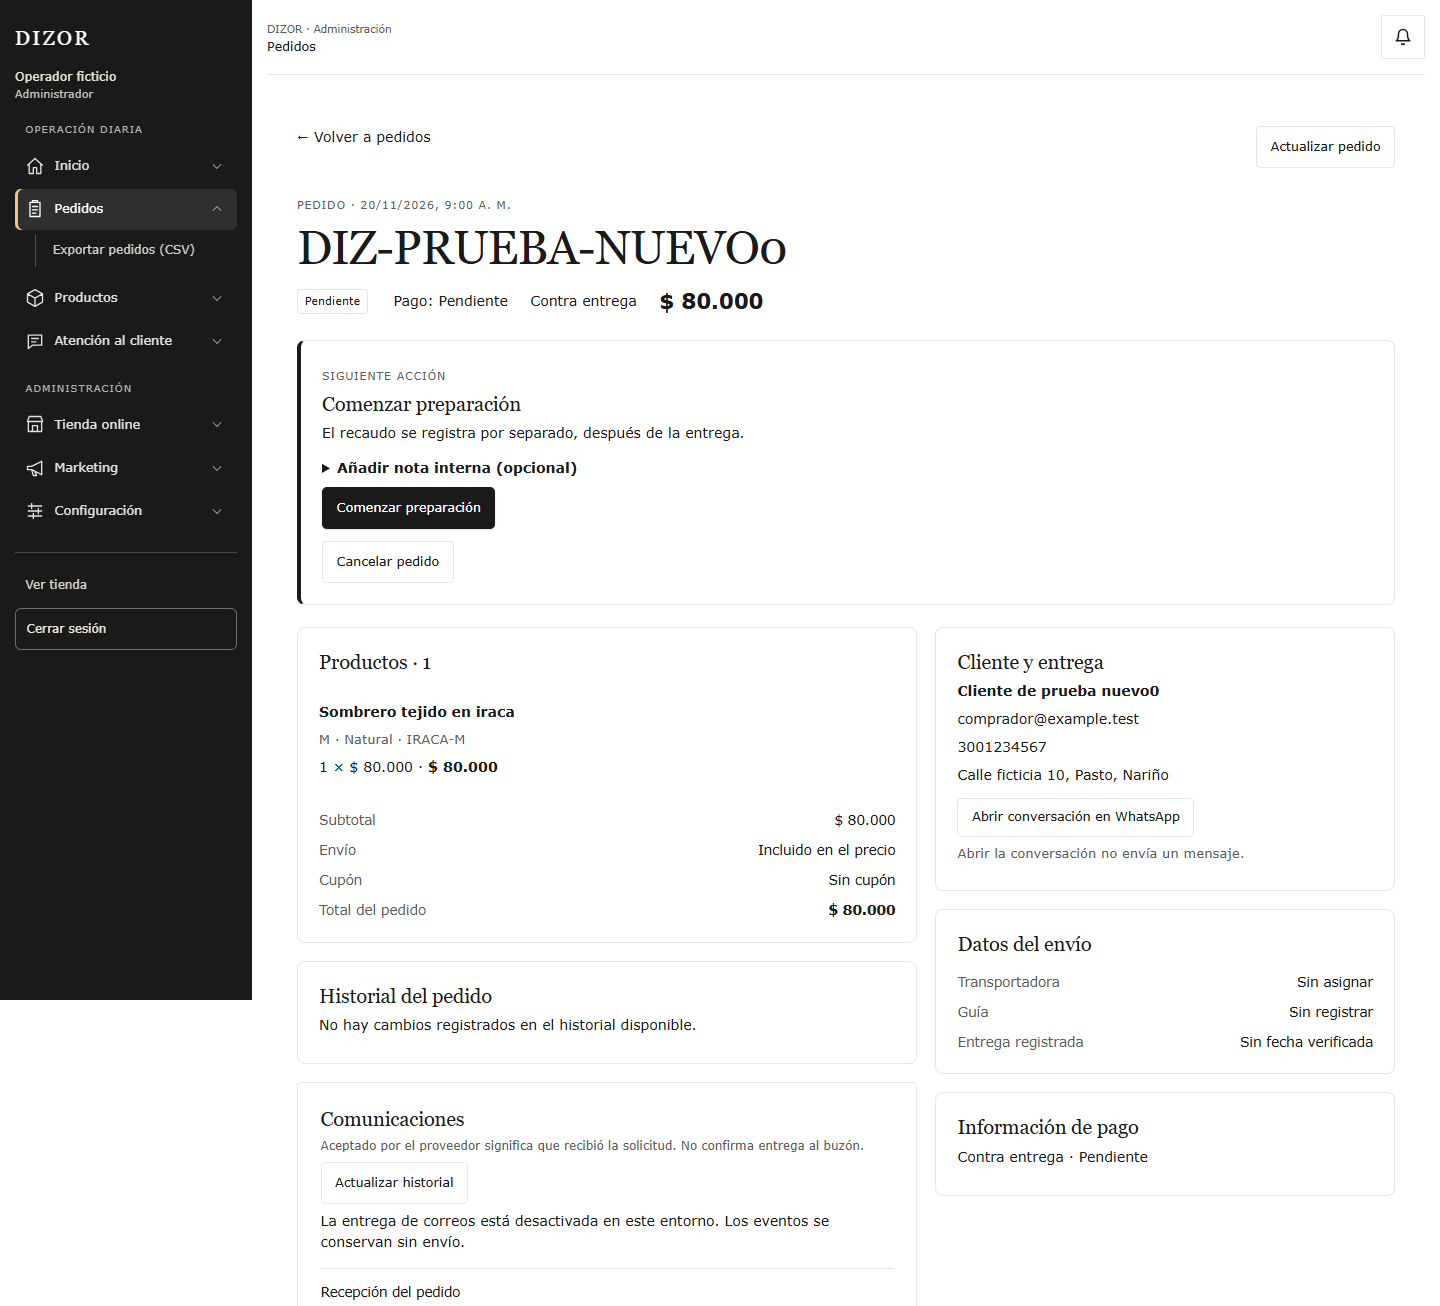 DIZOR
Operador ficticio
Administrador
OPERACIÓN DIARIA
Inicio
Pedidos
Exportar pedidos (CSV)
Productos
Atención al cliente
ADMINISTRACIÓN
Tienda online
Marketing
Configuración
Ver tienda
Cerrar sesión
DIZOR · Administración
Pedidos
← Volver a pedidos
Actualizar pedido
PEDIDO · 20/11/2026, 9:00 A. M.
DIZ-PRUEBA-NUEVO0
Pendiente Pago: Pendiente Contra entrega $ 80.000
SIGUIENTE ACCIÓN
Comenzar preparación
El recaudo se registra por separado, después de la entrega.
▶ Añadir nota interna (opcional)
Comenzar preparación
Cancelar pedido
Productos · 1
Sombrero tejido en iraca
M · Natural · IRACA-M
1 × $ 80.000 · $ 80.000
Subtotal $ 80.000
Envío Incluido en el precio
Cupón Sin cupón
Total del pedido $ 80.000
Historial del pedido
No hay cambios registrados en el historial disponible.
Comunicaciones
Aceptado por el proveedor significa que recibió la solicitud. No confirma entrega al buzón.
Actualizar historial
La entrega de correos está desactivada en este entorno. Los eventos se
conservan sin envío.
Recepción del pedido
Cliente y entrega
Cliente de prueba nuevo0
comprador@example.test
3001234567
Calle ficticia 10, Pasto, Nariño
Abrir conversación en WhatsApp
Abrir la conversación no envía un mensaje.
Datos del envío
Transportadora Sin asignar
Guía Sin registrar
Entrega registrada Sin fecha verificada
Información de pago
Contra entrega · Pendiente